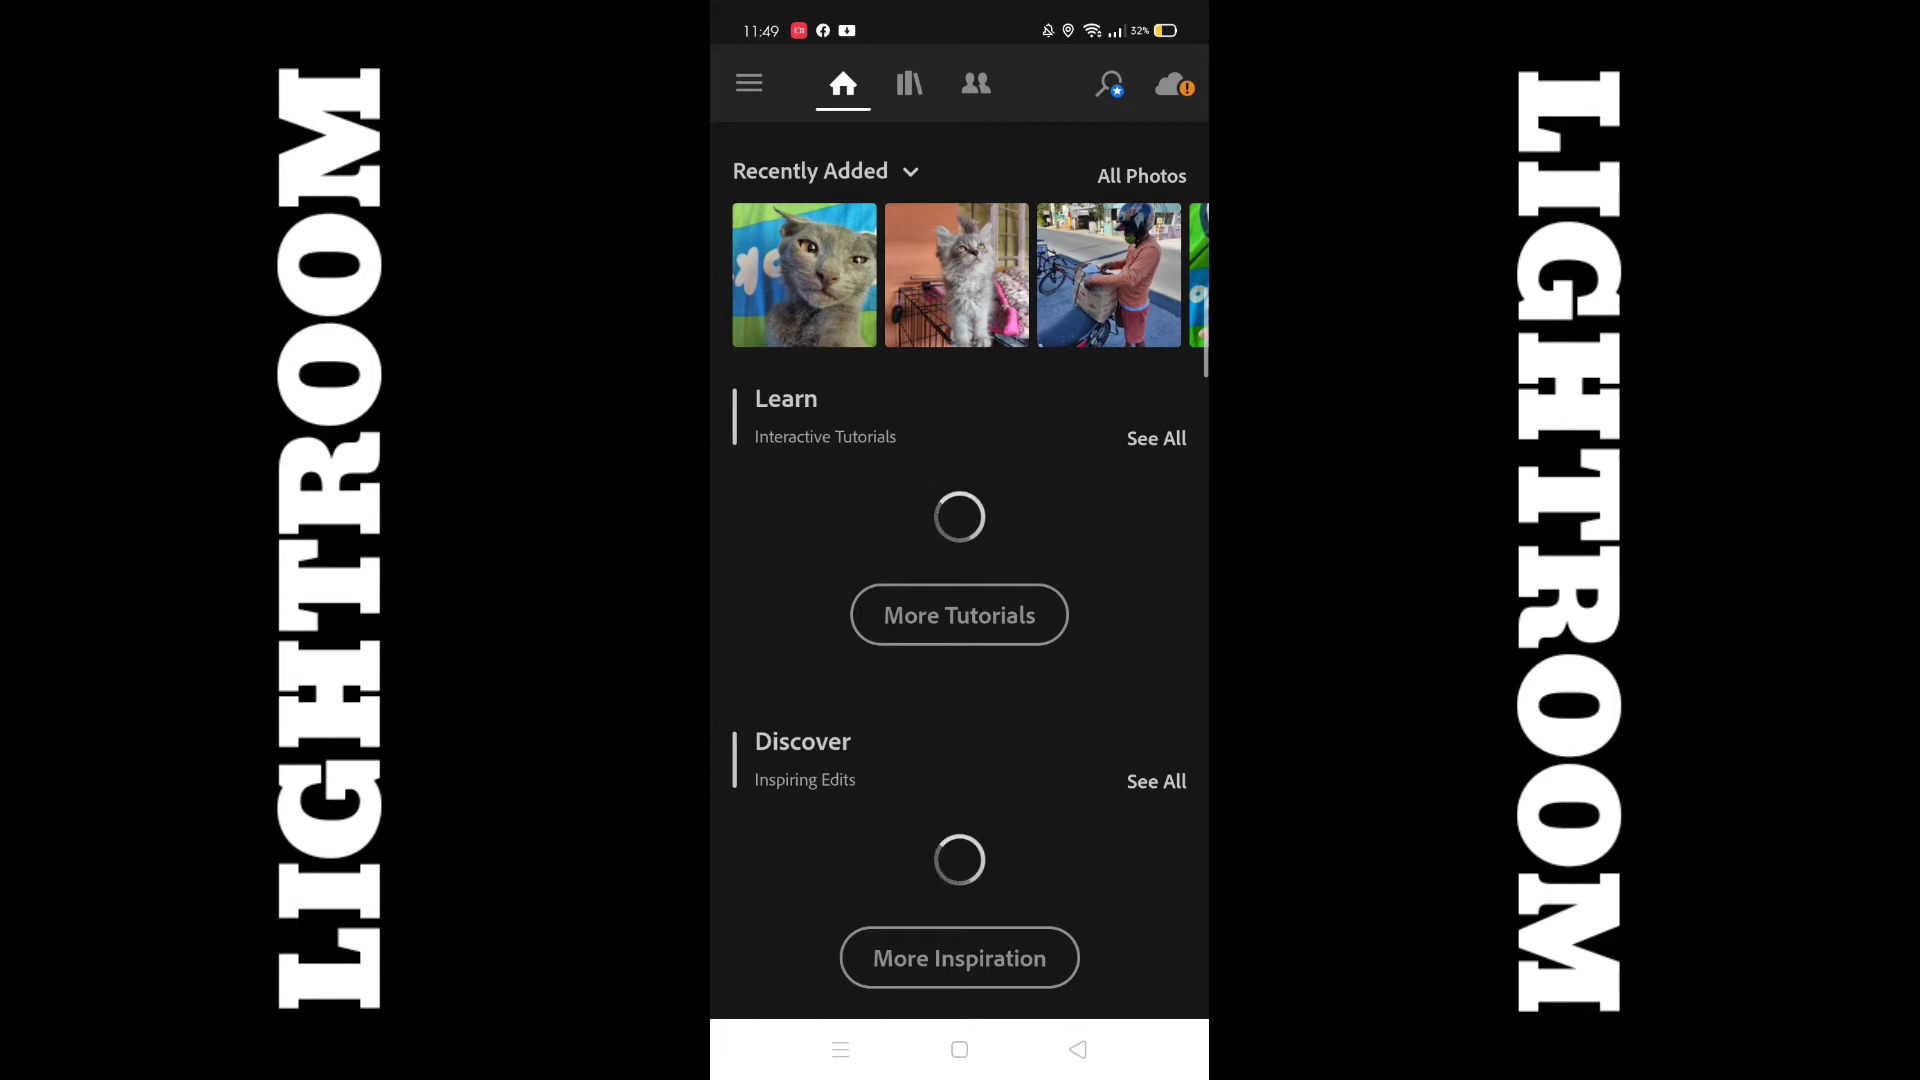 LIGHTROOM
11:49
32%
Recently Added
All Photos
Learn
Interactive Tutorials
See All
More Tutorials
Discover
Inspiring Edits
See All
More Inspiration
LIGHTROOM